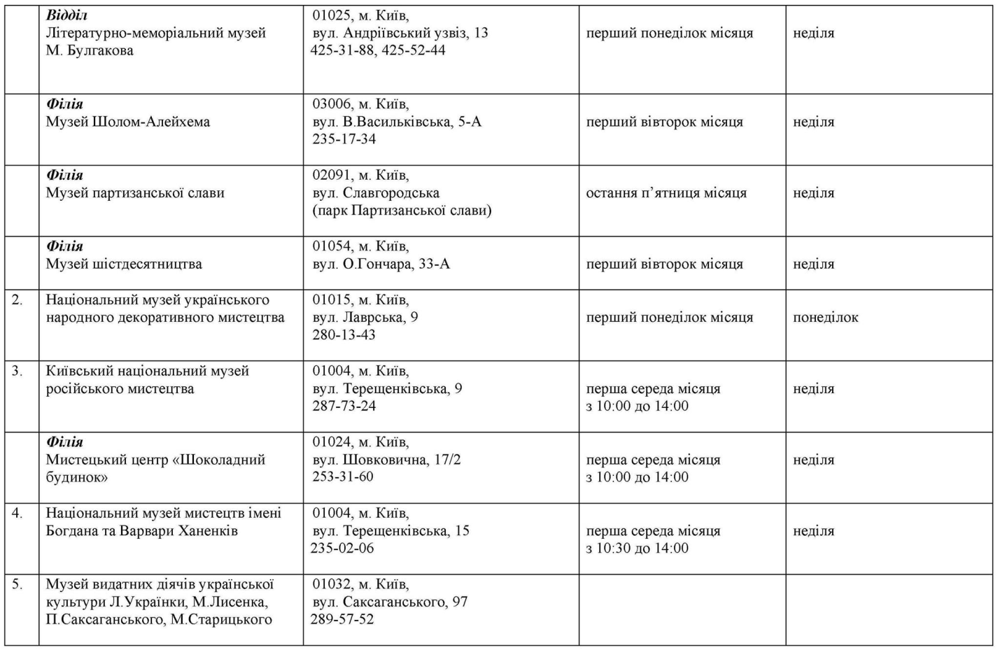 Відділ
Літературно-меморіальний музей
М. Булгакова
01025, м. Київ,
вул. Андріївський узвіз, 13
425-31-88, 425-52-44
перший понеділок місяця
неділя
Філія
Музей Шолом-Алейхема
03006, м. Київ,
вул. В.Васильківська, 5-А
235-17-34
перший вівторок місяця
неділя
Філія
Музей партизанської слави
02091, м. Київ,
вул. Славгородська
(парк Партизанської слави)
остання п’ятниця місяця
неділя
Філія
Музей шістдесятництва
01054, м. Київ,
вул. О.Гончара, 33-А
перший вівторок місяця
неділя
2.
Національний музей українського
народного декоративного мистецтва
01015, м. Київ,
вул. Лаврська, 9
280-13-43
перший понеділок місяця
понеділок
3.
Київський національний музей
російського мистецтва
01004, м. Київ,
вул. Терещенківська, 9
287-73-24
перша середа місяця
з 10:00 до 14:00
неділя
Філія
Мистецький центр «Шоколадний
будинок»
01024, м. Київ,
вул. Шовковична, 17/2
253-31-60
перша середа місяця
з 10:00 до 14:00
неділя
4.
Національний музей мистецтв імені
Богдана та Варвари Ханенків
01004, м. Київ,
вул. Терещенківська, 15
235-02-06
перша середа місяця
з 10:30 до 14:00
неділя
5.
Музей видатних діячів української
культури Л.Українки, М.Лисенка,
П.Саксаганського, М.Старицького
01032, м. Київ,
вул. Саксаганського, 97
289-57-52